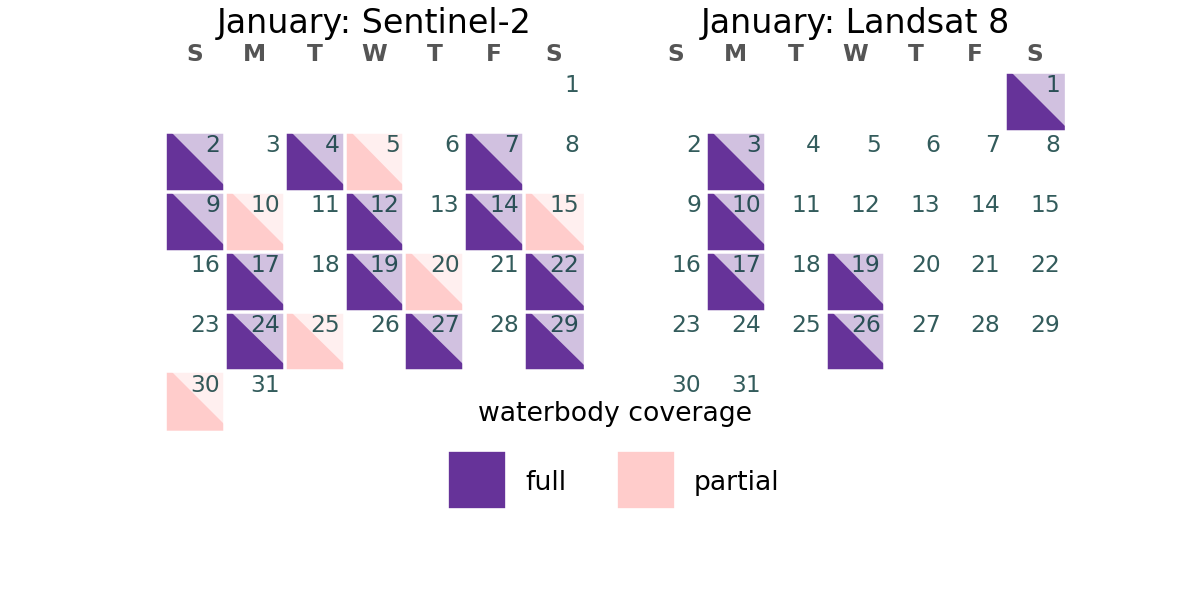 January: Sentinel-2
S M T W T F S
1
2 3 4 5 6 7 8
9 10 11 12 13 14 15
16 17 18 19 20 21 22
23 24 25 26 27 28 29
30 31
January: Landsat 8
S M T W T F S
1
2 3 4 5 6 7 8
9 10 11 12 13 14 15
16 17 18 19 20 21 22
23 24 25 26 27 28 29
30 31
waterbody coverage
full partial